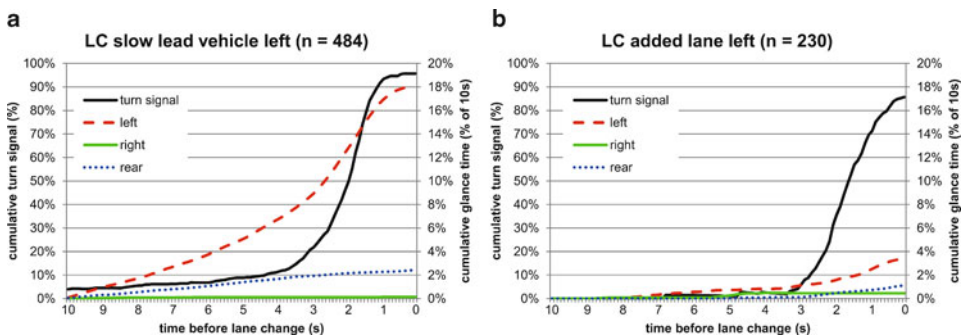 a
LC slow lead vehicle left (n = 484)
cumulative turn signal (%)
100%
90%
80%
70%
60%
50%
40%
30%
20%
10%
0%
turn signal
left
right
rear
20%
18%
16%
14%
12%
10%
8%
6%
4%
2%
0%
cumulative glance time (% of 10s)
10 9 8 7 6 5 4 3 2 1 0
time before lane change (s)
b
LC added lane left (n = 230)
cumulative turn signal (%)
100%
90%
80%
70%
60%
50%
40%
30%
20%
10%
0%
turn signal
left
right
rear
20%
18%
16%
14%
12%
10%
8%
6%
4%
2%
0%
cumulative glance time (% of 10s)
10 9 8 7 6 5 4 3 2 1 0
time before lane change (s)